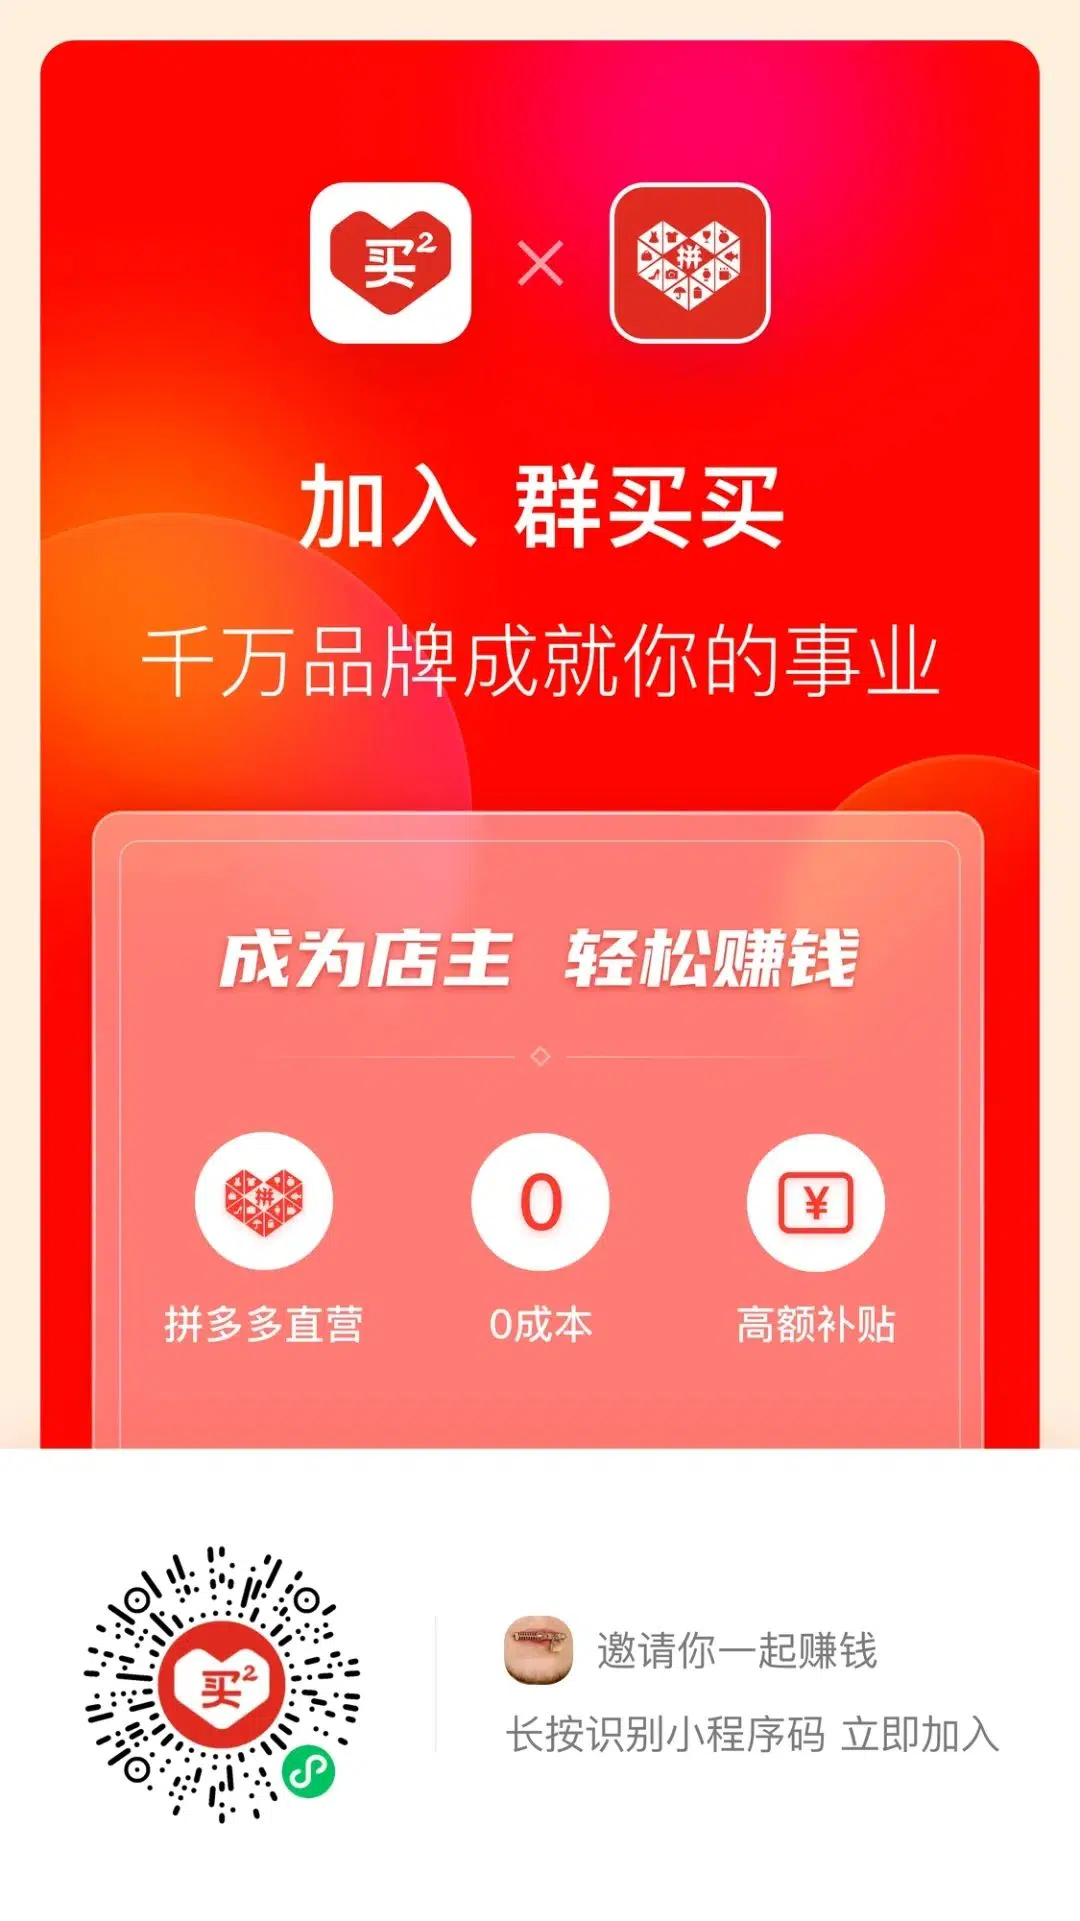 买²
拼
加入 群买买
千万品牌成就你的事业
成为店主 轻松赚钱
拼
0
¥
拼多多直营
0成本
高额补贴
买²
邀请你一起赚钱
长按识别小程序码 立即加入